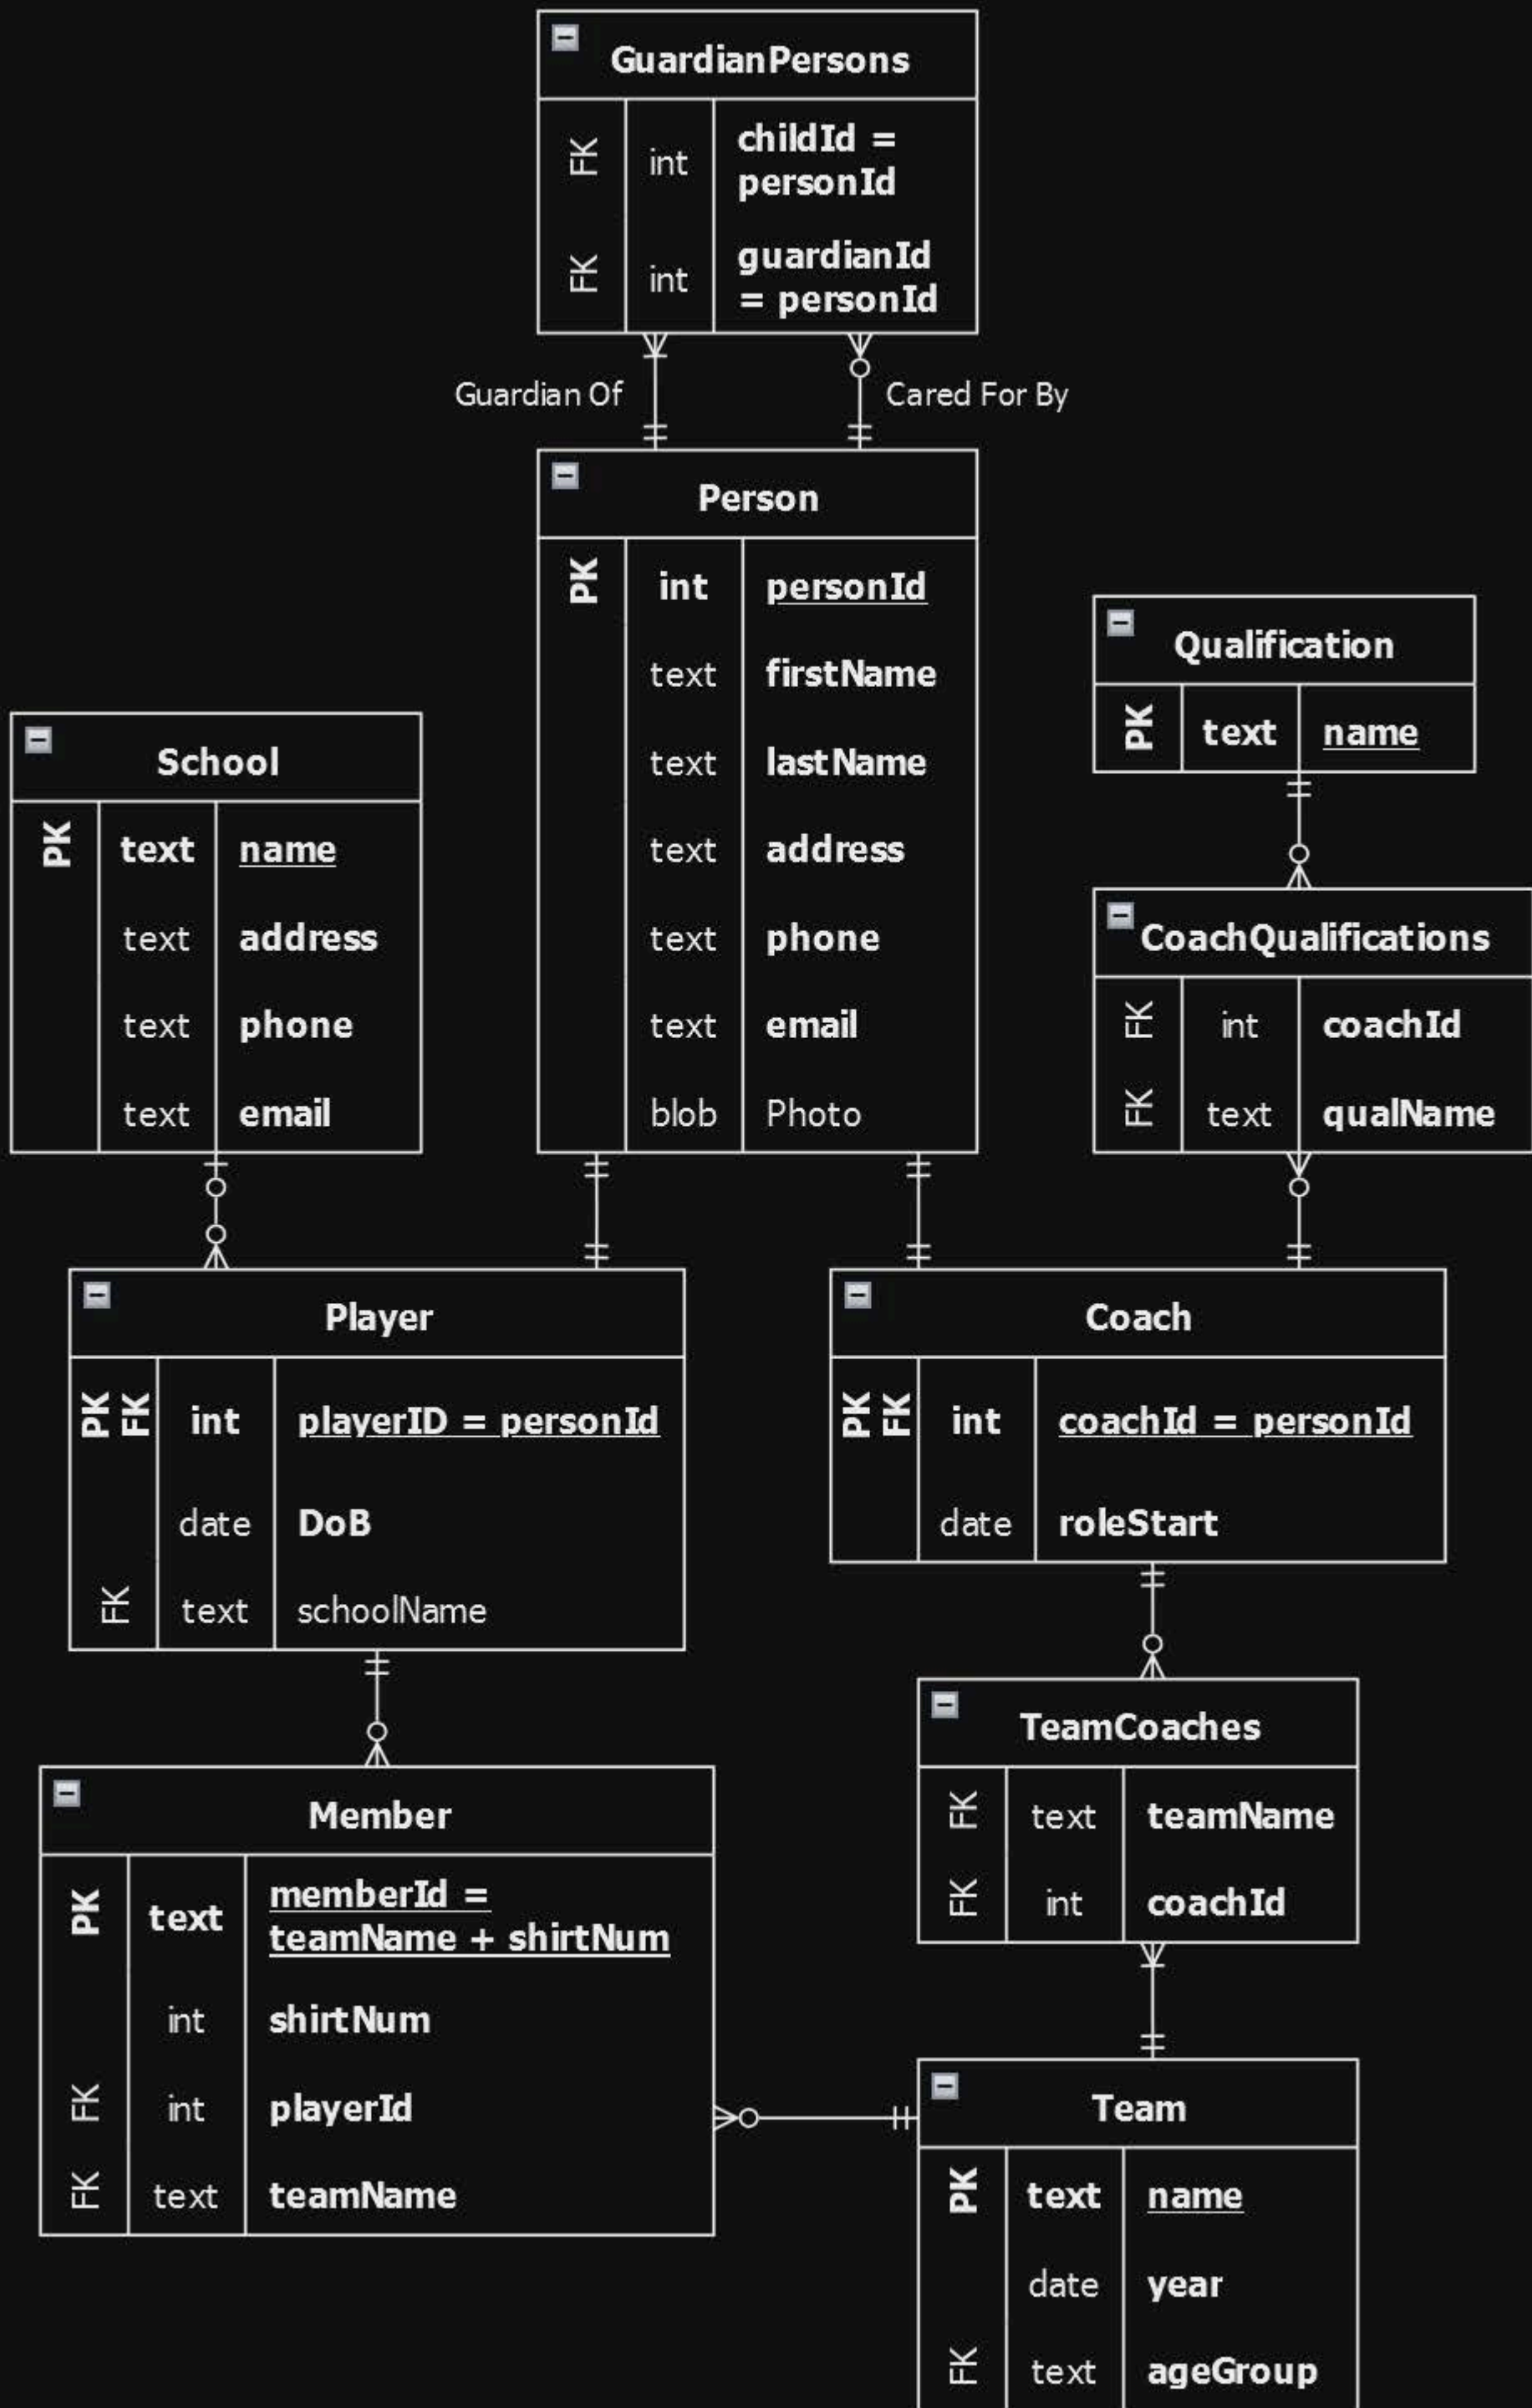 GuardianPersons
FK int childId =
personId
FK int guardianId
= personId
Guardian Of
Cared For By
Person
PK int personId
text firstName
text lastName
text address
text phone
text email
blob Photo
Qualification
PK text name
School
PK text name
text address
text phone
text email
CoachQualifications
FK int coachId
FK text qualName
Player
PK FK int playerID = personId
date DoB
FK text schoolName
Coach
PK FK int coachId = personId
date roleStart
TeamCoaches
FK text teamName
FK int coachId
Member
PK text memberId =
teamName + shirtNum
int shirtNum
FK int playerId
FK text teamName
Team
PK text name
date year
FK text ageGroup